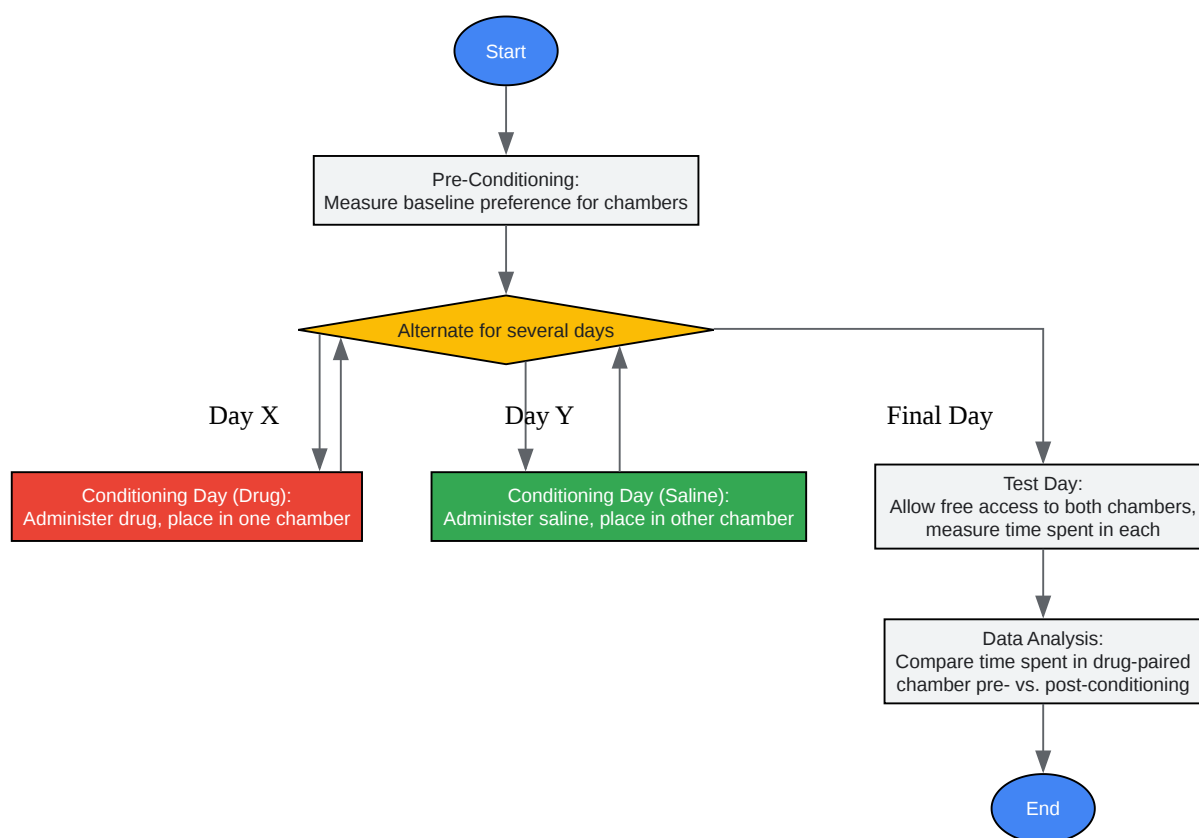 Start
Pre-Conditioning:
Measure baseline preference for chambers
Alternate for several days
Day X
Day Y
Final Day
Conditioning Day (Drug):
Administer drug, place in one chamber
Conditioning Day (Saline):
Administer saline, place in other chamber
Test Day:
Allow free access to both chambers,
measure time spent in each
Data Analysis:
Compare time spent in drug-paired
chamber pre- vs. post-conditioning
End